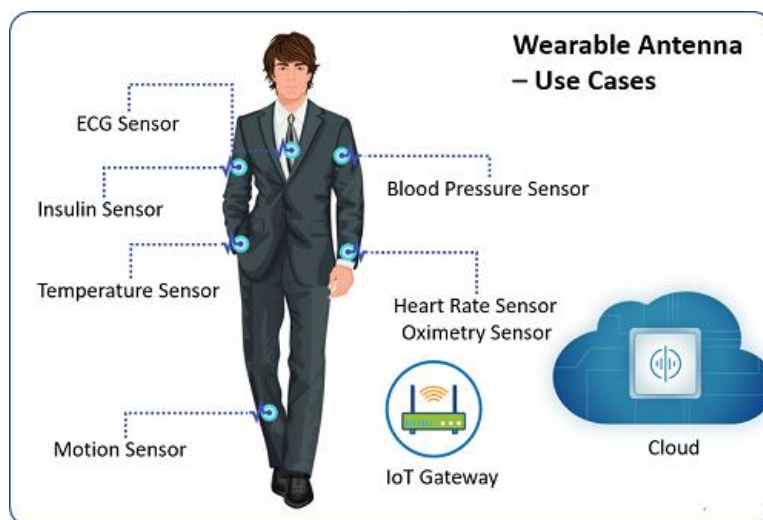 Wearable Antenna
– Use Cases
ECG Sensor
Insulin Sensor
Blood Pressure Sensor
Temperature Sensor
Heart Rate Sensor
Oximetry Sensor
Motion Sensor
IoT Gateway
Cloud